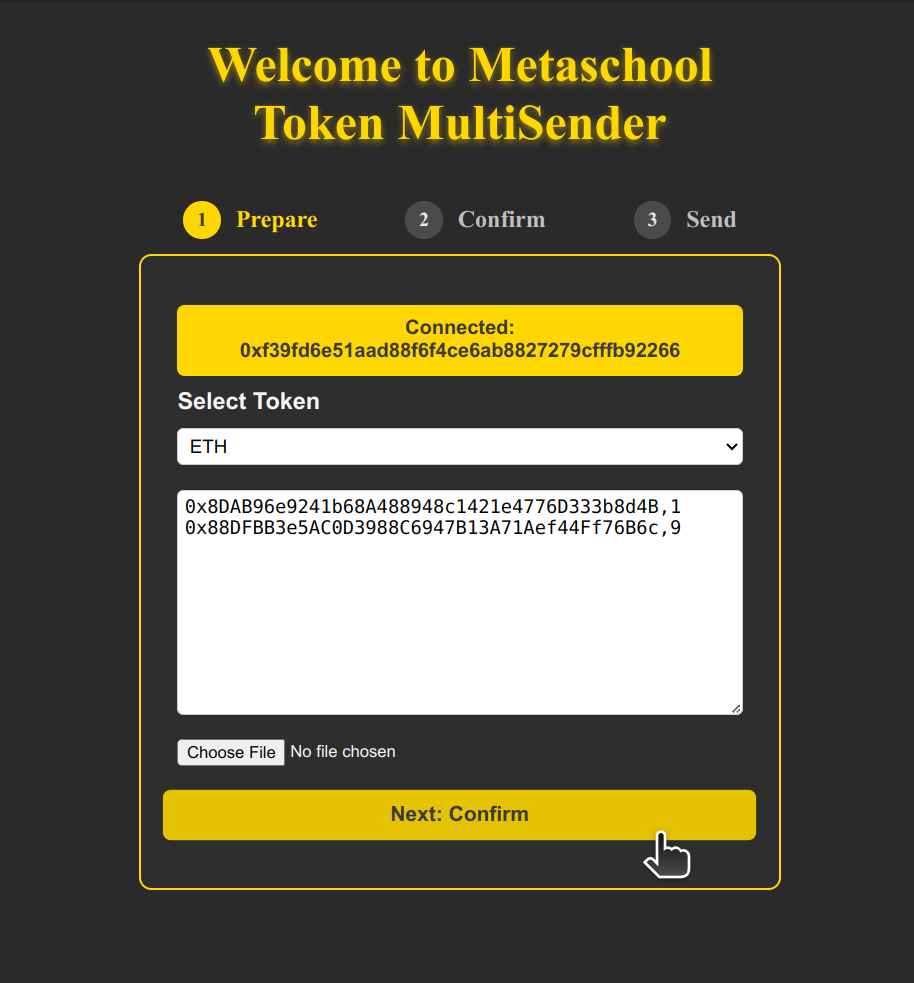 Welcome to Metaschool
Token MultiSender
1 Prepare
2 Confirm
3 Send
Connected:
0xf39fd6e51aad88f6f4ce6ab8827279cfffb92266
Select Token
ETH
0x8DAB96e9241b68A488948c1421e4776D333b8d4B,1
0x88DFBB3e5AC0D3988C6947B13A71Aef44Ff76B6c,9
Choose File No file chosen
Next: Confirm